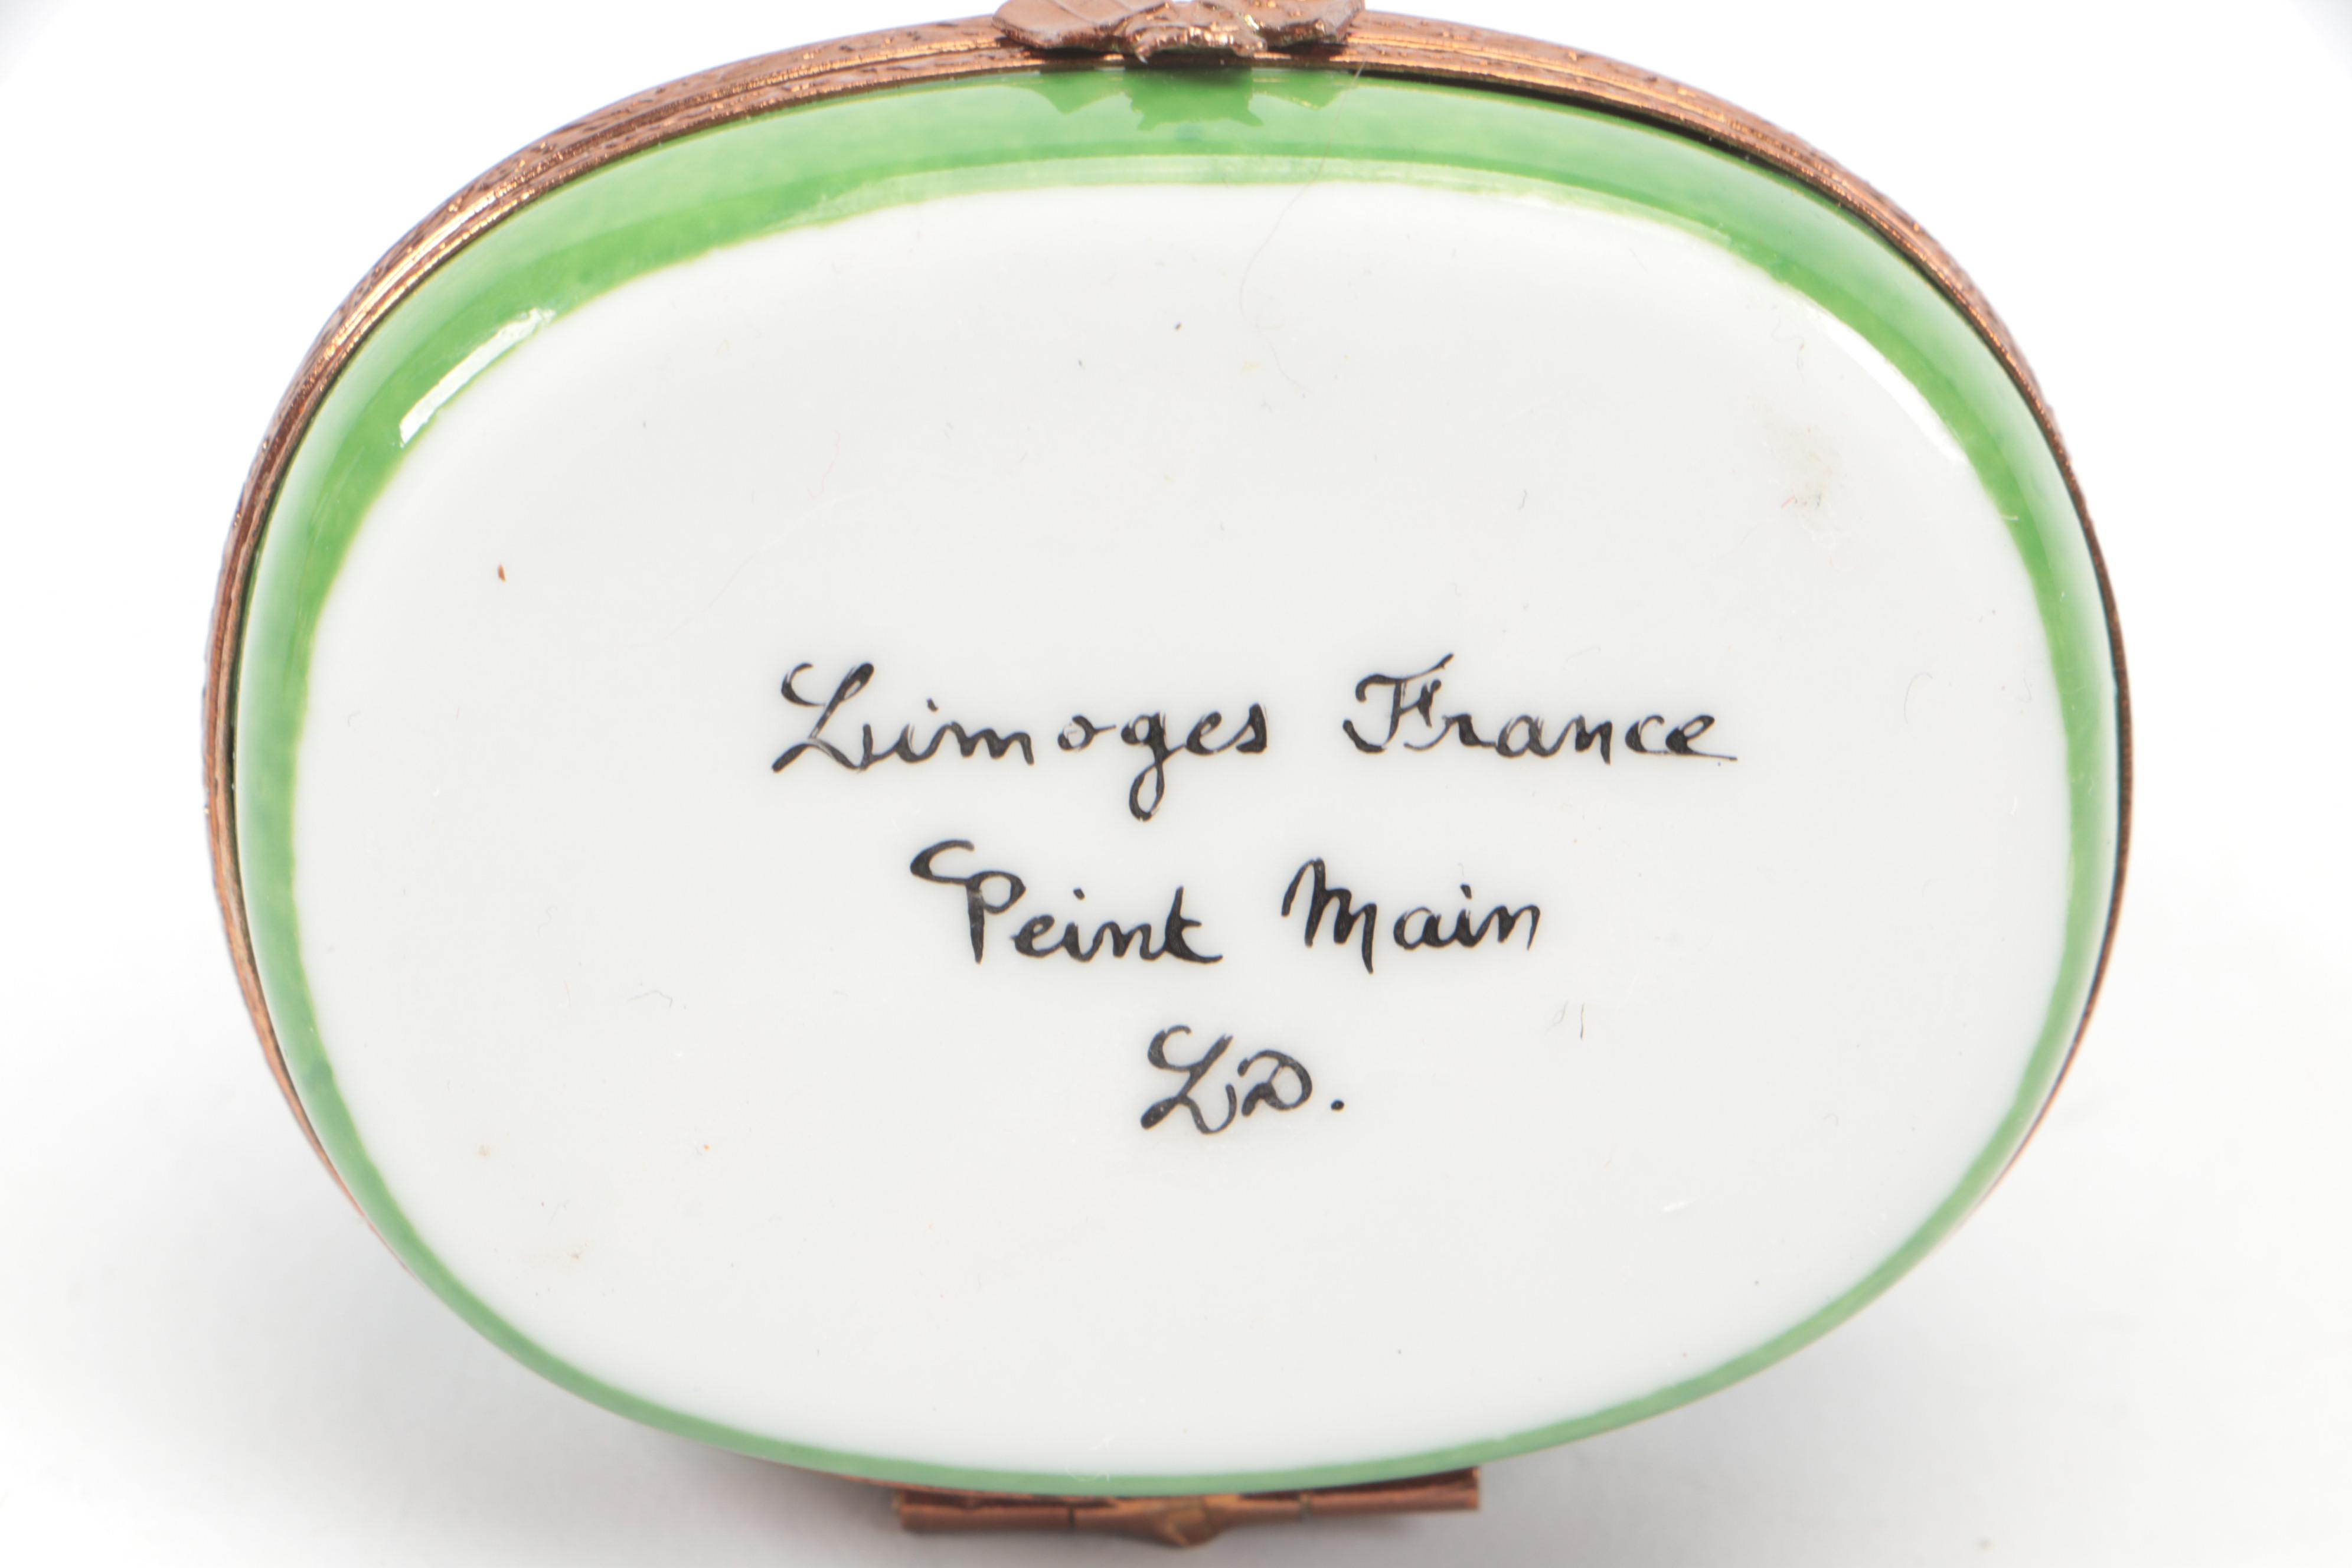 Limoges France
Peint Main
LD.